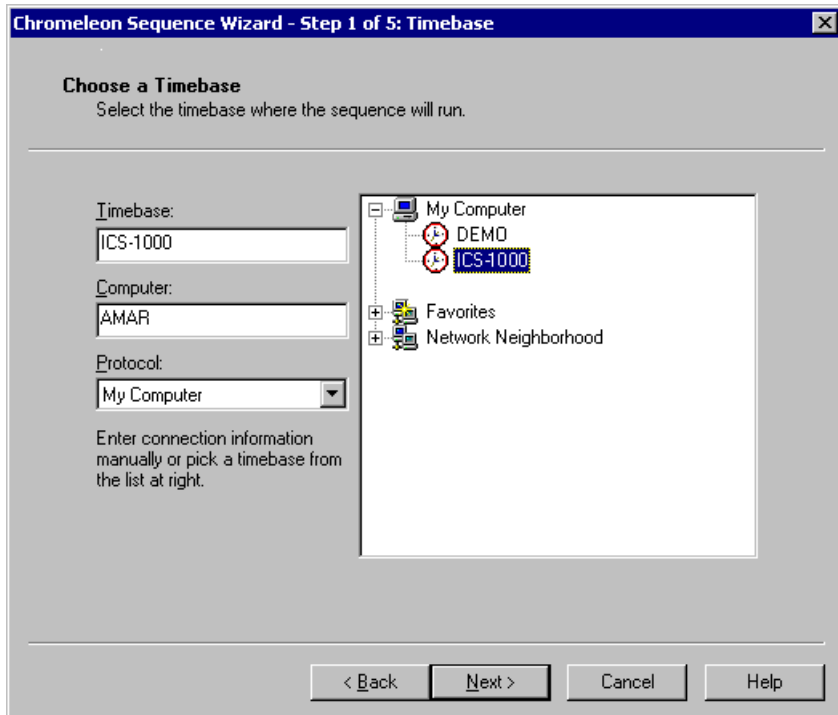 Chromeleon Sequence Wizard - Step 1 of 5: Timebase
Choose a Timebase
Select the timebase where the sequence will run.
Timebase:
ICS-1000
Computer:
AMAR
Protocol:
My Computer
Enter connection information
manually or pick a timebase from
the list at right.
My Computer
DEMO
ICS-1000
Favorites
Network Neighborhood
< Back
Next >
Cancel
Help